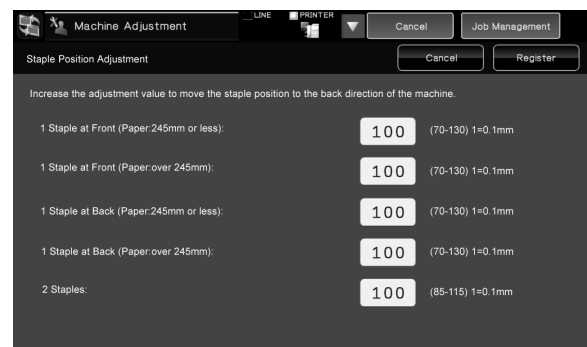 Machine Adjustment
LINE
PRINTER
Cancel
Job Management
Staple Position Adjustment
Cancel
Register
Increase the adjustment value to move the staple position to the back direction of the machine.
1 Staple at Front (Paper:245mm or less): 100 (70-130) 1=0.1mm
1 Staple at Front (Paper:over 245mm): 100 (70-130) 1=0.1mm
1 Staple at Back (Paper:245mm or less): 100 (70-130) 1=0.1mm
1 Staple at Back (Paper:over 245mm): 100 (70-130) 1=0.1mm
2 Staples: 100 (85-115) 1=0.1mm